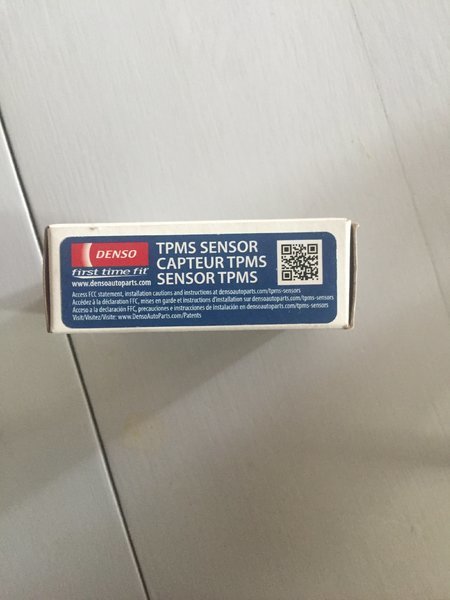 DENSO
first time fit®
www.densoautoparts.com
TPMS SENSOR
CAPTEUR TPMS
SENSOR TPMS
Access FCC statement, installation cautions and instructions at densoautoparts.com/tpms-sensors
Accédez à la déclaration FFC, mises en garde et instructions d'installation sur densoautoparts.com/tpms-sensors
Acceso a la declaración FFC, precauciones e instrucciones de instalación en densoautoparts.com/tpms-sensors
Visit/Visitez/Visite: www.DensoAutoParts.com/Patents